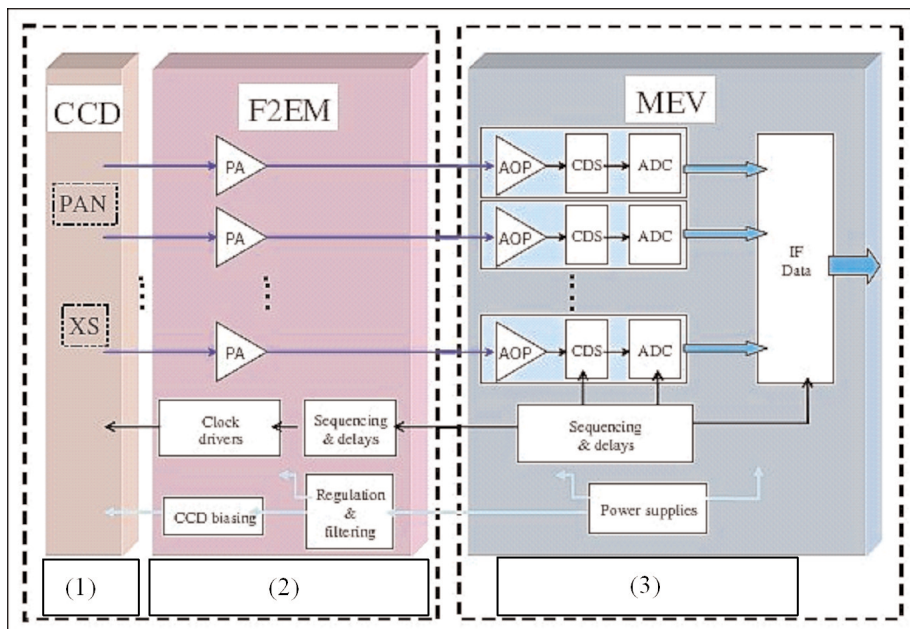 CCD
F2EM
MEV
PA
AOP
CDS
ADC
PAN
PA
AOP
CDS
ADC
IF
Data
XS
PA
AOP
CDS
ADC
Clock
drivers
Sequencing
& delays
Sequencing
& delays
CCD biasing
Regulation
&
filtering
Power supplies
(1)
(2)
(3)